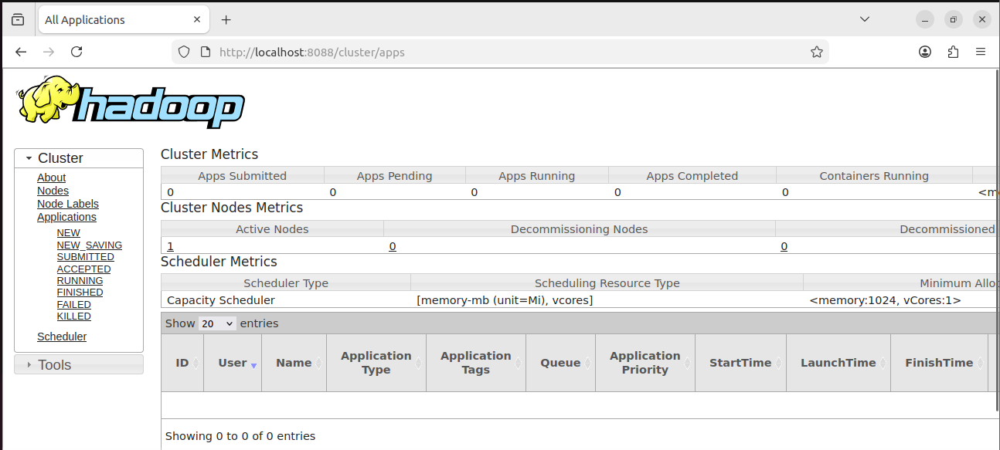 All Applications
http://localhost:8088/cluster/apps
hadoop
Cluster
About
Nodes
Node Labels
Applications
NEW
NEW_SAVING
SUBMITTED
ACCEPTED
RUNNING
FINISHED
FAILED
KILLED
Scheduler
Tools
Cluster Metrics
Apps Submitted Apps Pending Apps Running Apps Completed Containers Running
0 0 0 0 0 <m
Cluster Nodes Metrics
Active Nodes Decommissioning Nodes Decommissioned
1 0 0
Scheduler Metrics
Scheduler Type Scheduling Resource Type Minimum Alloc
Capacity Scheduler [memory-mb (unit=Mi), vcores] <memory:1024, vCores:1>
Show 20 entries
ID User Name Application Type Application Tags Queue Application Priority StartTime LaunchTime FinishTime
Showing 0 to 0 of 0 entries